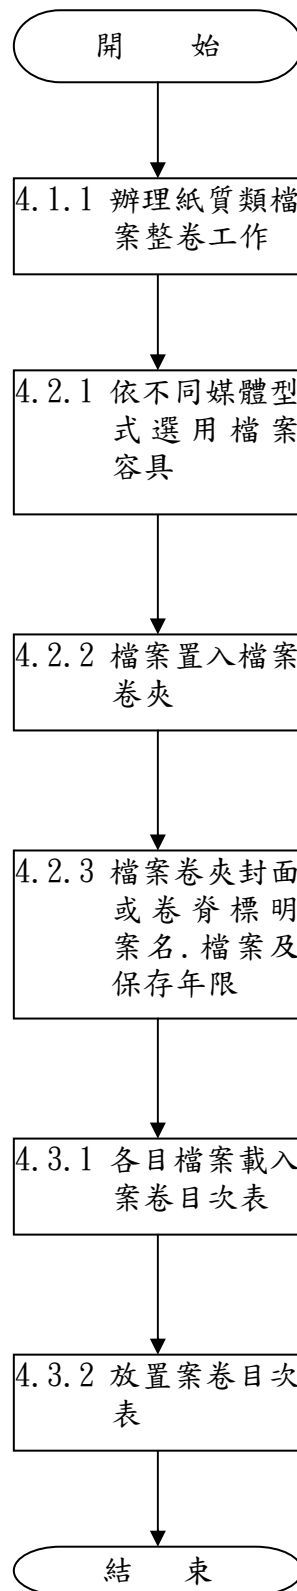 開 始
4.1.1 辦理紙質類檔
案整卷工作
4.2.1 依不同媒體型
式選用檔案
容具
4.2.2 檔案置入檔案
卷夾
4.2.3 檔案卷夾封面
或卷脊標明
案名.檔案及
保存年限
4.3.1 各目檔案載入
案卷目次表
4.3.2 放置案卷目次
表
結 束